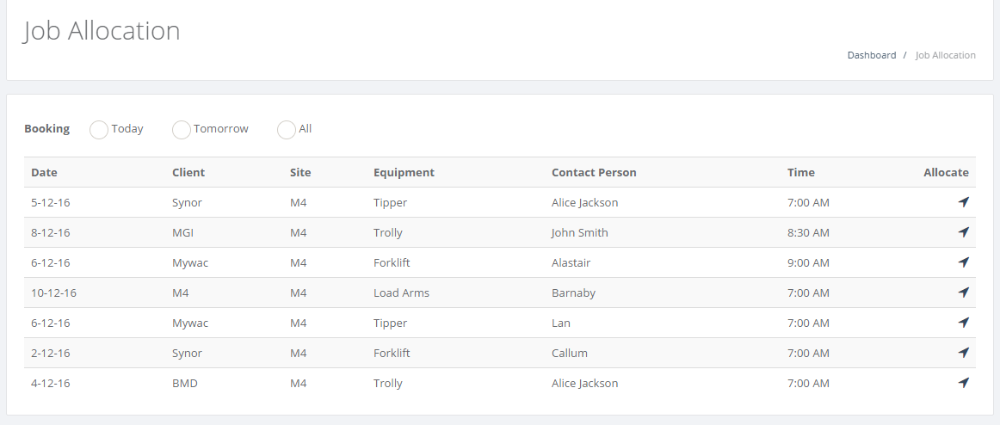 Job Allocation
Dashboard / Job Allocation
Booking Today Tomorrow All
Date Client Site Equipment Contact Person Time Allocate
5-12-16 Synor M4 Tipper Alice Jackson 7:00 AM
8-12-16 MGI M4 Trolly John Smith 8:30 AM
6-12-16 Mywac M4 Forklift Alastair 9:00 AM
10-12-16 M4 M4 Load Arms Barnaby 7:00 AM
6-12-16 Mywac M4 Tipper Lan 7:00 AM
2-12-16 Synor M4 Forklift Callum 7:00 AM
4-12-16 BMD M4 Trolly Alice Jackson 7:00 AM